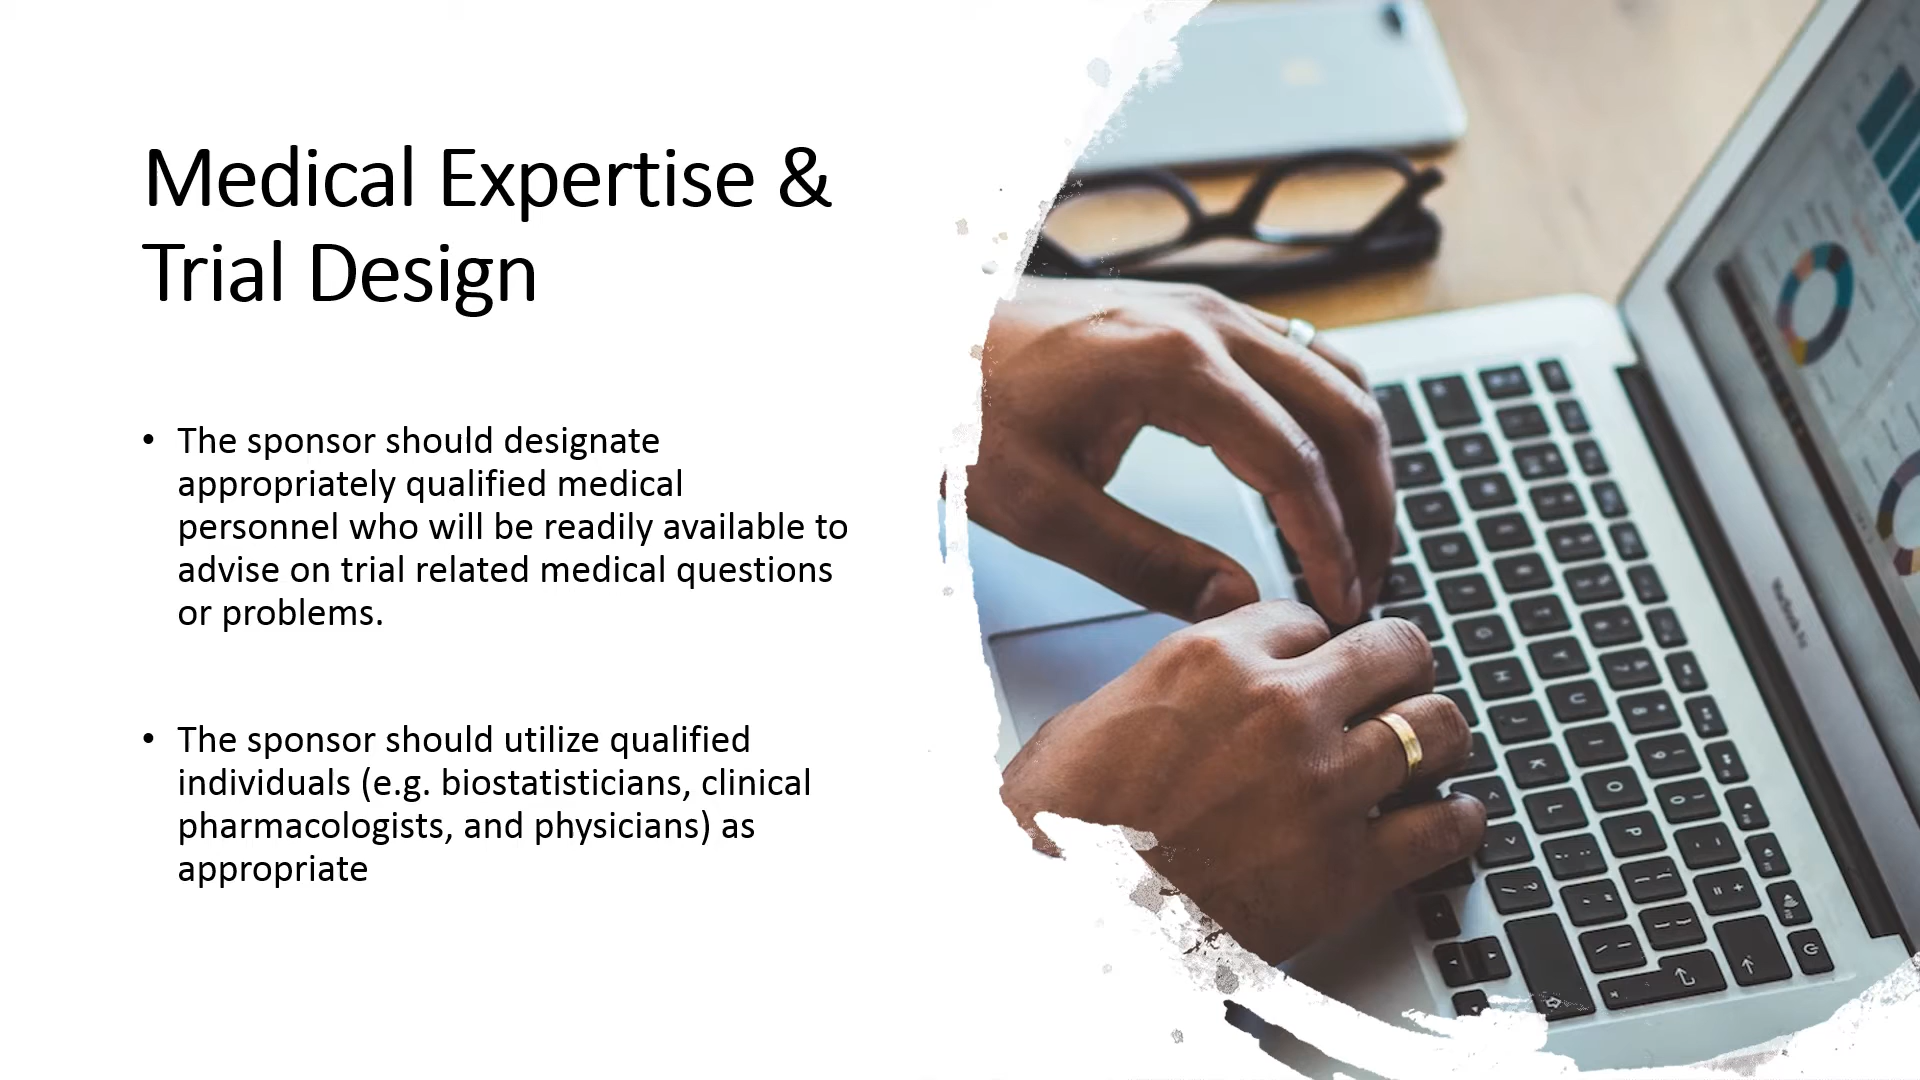 Medical Expertise &
Trial Design
• The sponsor should designate
appropriately qualified medical
personnel who will be readily available to
advise on trial related medical questions
or problems.
• The sponsor should utilize qualified
individuals (e.g. biostatisticians, clinical
pharmacologists, and physicians) as
appropriate